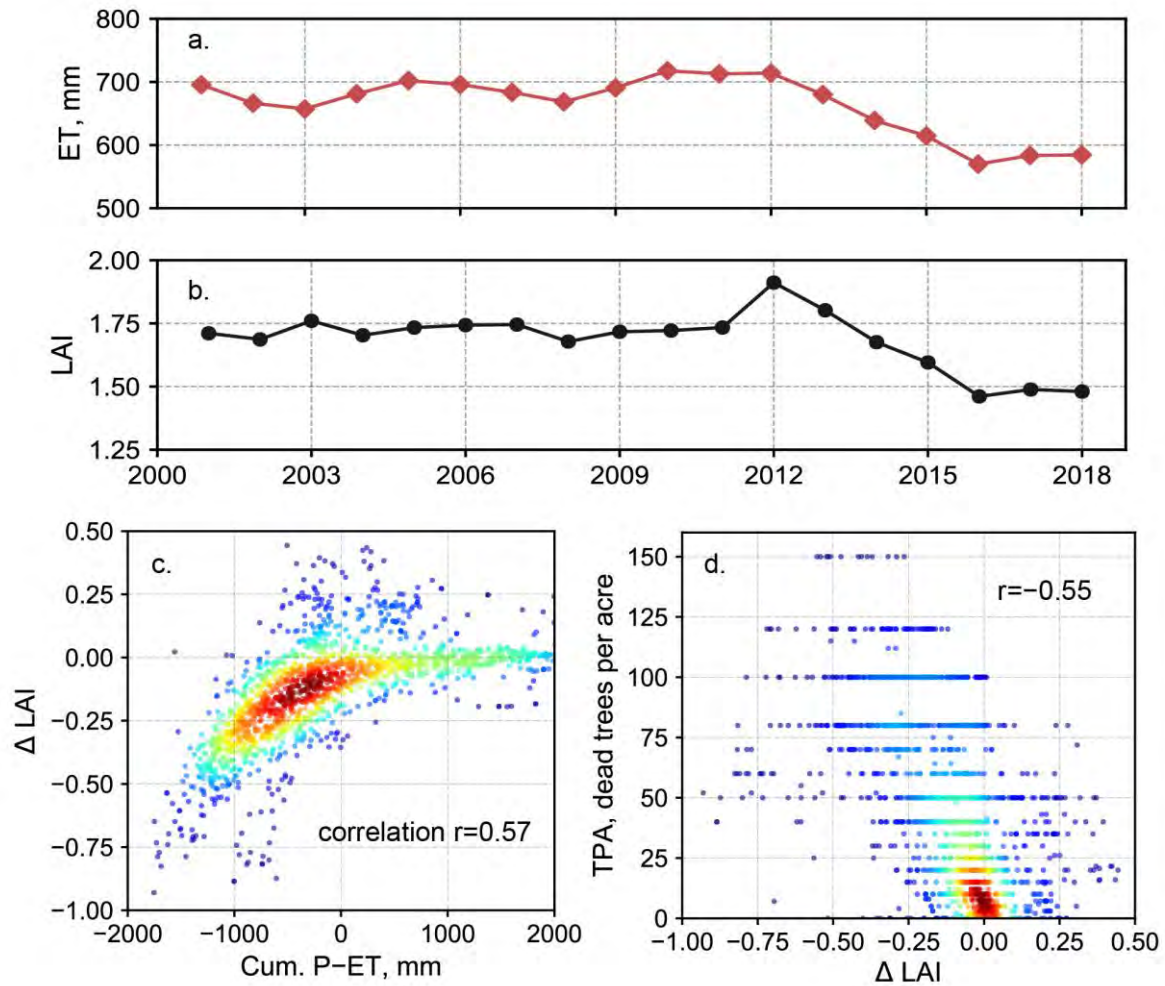 a.
800
700
600
500
ET, mm
b.
2.00
1.75
1.50
1.25
LAI
2000 2003 2006 2009 2012 2015 2018
c.
0.50
0.25
0.00
−0.25
−0.50
−0.75
−1.00
Δ LAI
correlation r=0.57
−2000 −1000 0 1000 2000
Cum. P−ET, mm
d.
r=−0.55
150
125
100
75
50
25
0
TPA, dead trees per acre
−1.00 −0.75 −0.50 −0.25 0.00 0.25 0.50
Δ LAI